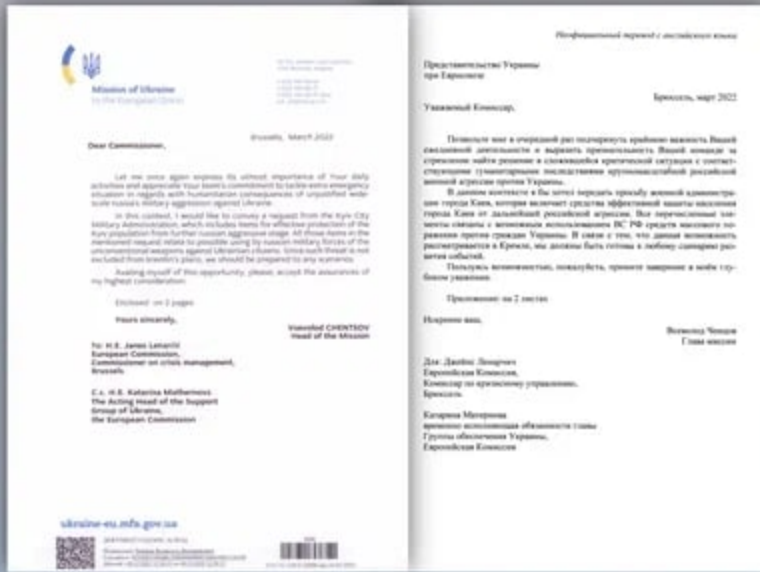 Mission of Ukraine
to the European Union
Brussels, March 2022
Dear Commissioner,
Let me once again express its utmost importance of Your daily
activities and appreciate Your team's commitment to tackle extra emergency
situation in regards with humanitarian consequences of unjustified wide-
scale russia's military aggression against Ukraine.
In this context, I would like to convey a request from the Kyiv City
Military Administration, which includes items for effective protection of the
Kyiv population from further russian aggressive stage. All those items in the
mentioned request relate to possible using by russian military forces of the
unconventional weapons against Ukrainian citizens. Since such threat is not
excluded from kremlin's plans, we should be prepared to any scenarios.
Availing myself of this opportunity, please, accept the assurances of
my highest consideration.
Enclosed: on 2 pages
Yours sincerely,
Vsevolod CHENTSOV
Head of the Mission
To: H.E. Janes Lenarčič
European Commission,
Commissioner on crisis management,
Brussels
C.c. H.E. Katarina Mathernova
The Acting Head of the Support
Group of Ukraine,
the European Commission
ukraine-eu.mfa.gov.ua
Неофициальный перевод с английского языка
Представительство Украины
при Евросоюзе
Брюссель, март 2022
Уважаемый Комиссар,
Позвольте мне в очередной раз подчеркнуть крайнюю важность Вашей
ежедневной деятельности и выразить признательность Вашей команде за
стремление найти решение в сложившейся критической ситуации с соответ-
ствующими гуманитарными последствиями крупномасштабной российской
военной агрессии против Украины.
В данном контексте я бы хотел передать просьбу военной администра-
ции города Киев, которая включает средства эффективной защиты населения
города Киев от дальнейшей российской агрессии. Все перечисленные эле-
менты связаны с возможным использованием ВС РФ средств массового по-
ражения против граждан Украины. В связи с тем, что данная возможность
рассматривается в Кремле, мы должны быть готовы к любому сценарию раз-
вития событий.
Пользуясь возможностью, пожалуйста, примите заверение в моём глу-
боком уважении.
Приложение: на 2 листах
Искренне ваш,
Всеволод Ченцов
Глава миссии
Для: Джейнс Ленарчич
Европейская Комиссия,
Комиссар по кризисному управлению,
Брюссель
Катарина Матернова
временно исполняющая обязанности главы
Группы обеспечения Украины,
Европейская Комиссия